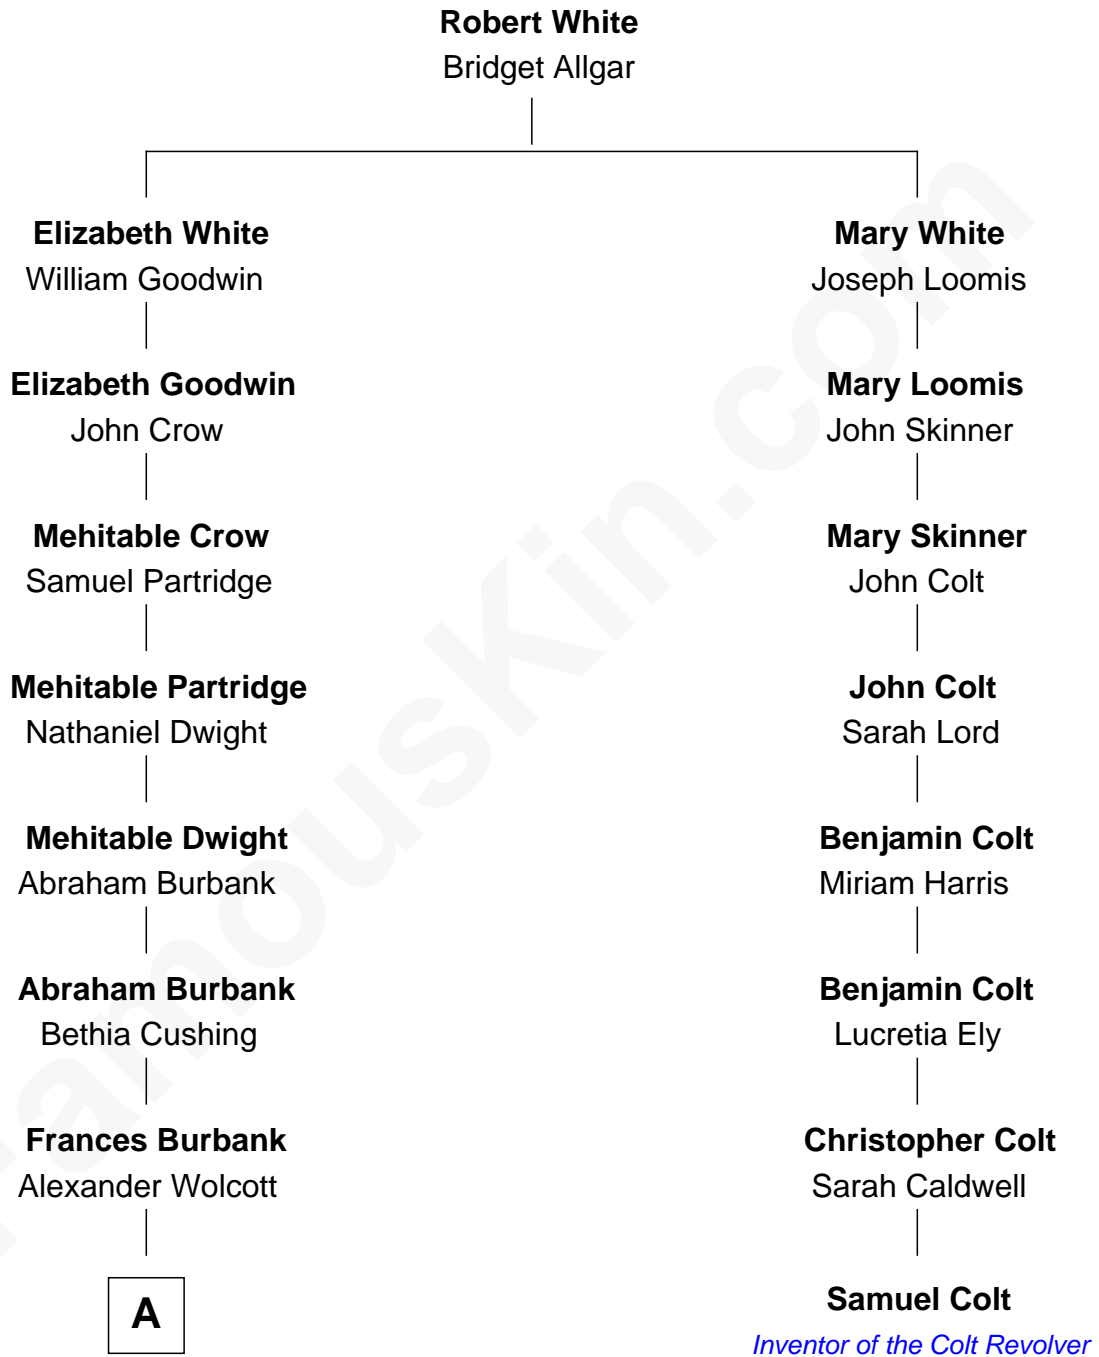 Robert White
Bridget Allgar
Elizabeth White
William Goodwin
Mary White
Joseph Loomis
Elizabeth Goodwin
John Crow
Mary Loomis
John Skinner
Mehitable Crow
Samuel Partridge
Mary Skinner
John Colt
Mehitable Partridge
Nathaniel Dwight
John Colt
Sarah Lord
Mehitable Dwight
Abraham Burbank
Benjamin Colt
Miriam Harris
Abraham Burbank
Bethia Cushing
Benjamin Colt
Lucretia Ely
Frances Burbank
Alexander Wolcott
Christopher Colt
Sarah Caldwell
A
Samuel Colt
Inventor of the Colt Revolver
FamousKin.com